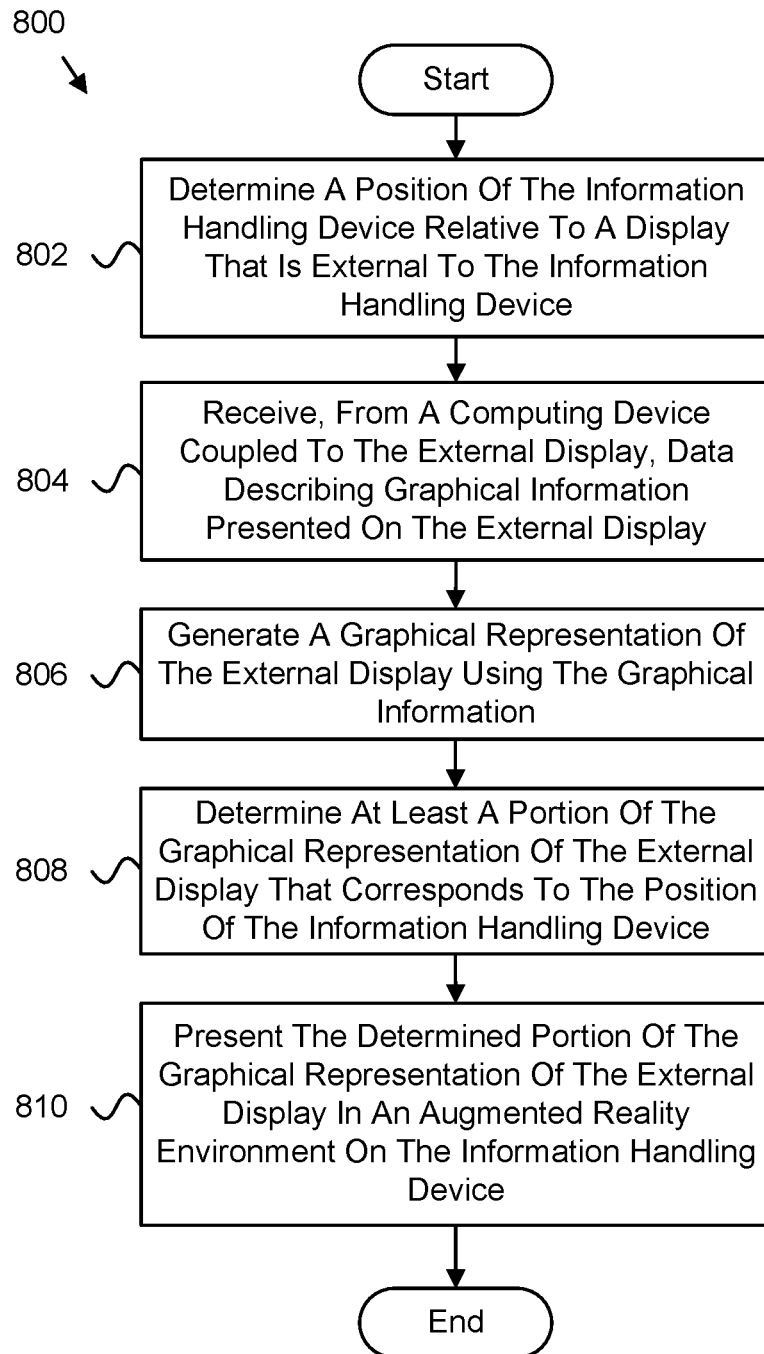 800
Start
802
Determine A Position Of The Information
Handling Device Relative To A Display
That Is External To The Information
Handling Device
804
Receive, From A Computing Device
Coupled To The External Display, Data
Describing Graphical Information
Presented On The External Display
806
Generate A Graphical Representation Of
The External Display Using The Graphical
Information
808
Determine At Least A Portion Of The
Graphical Representation Of The External
Display That Corresponds To The Position
Of The Information Handling Device
810
Present The Determined Portion Of The
Graphical Representation Of The External
Display In An Augmented Reality
Environment On The Information Handling
Device
End